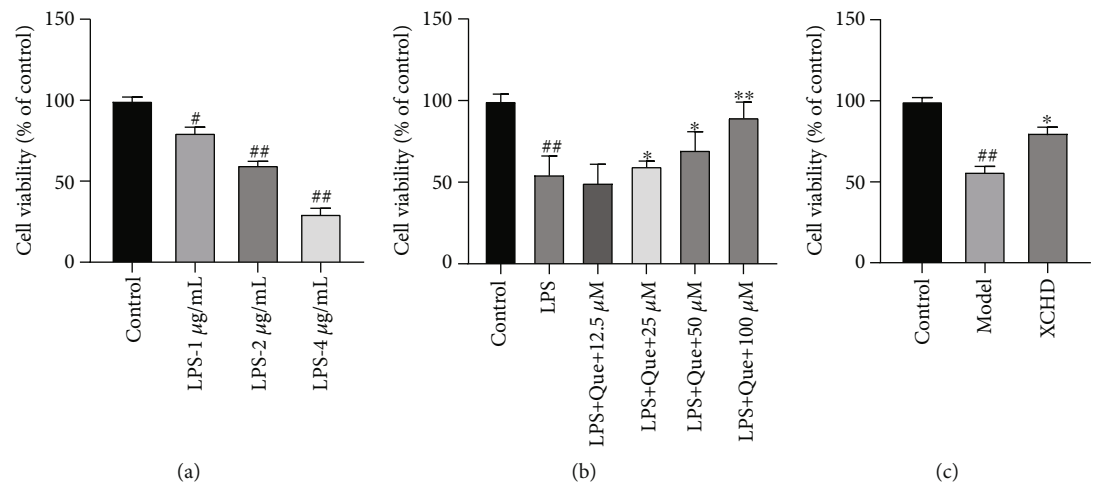 Cell viability (% of control)
150
100
50
0
#
##
##
Control
LPS-1 μg/mL
LPS-2 μg/mL
LPS-4 μg/mL
(a)
Cell viability (% of control)
150
100
50
0
##
*
*
**
Control
LPS
LPS+Que+12.5 μM
LPS+Que+25 μM
LPS+Que+50 μM
LPS+Que+100 μM
(b)
Cell viability (% of control)
150
100
50
0
##
*
Control
Model
XCHD
(c)